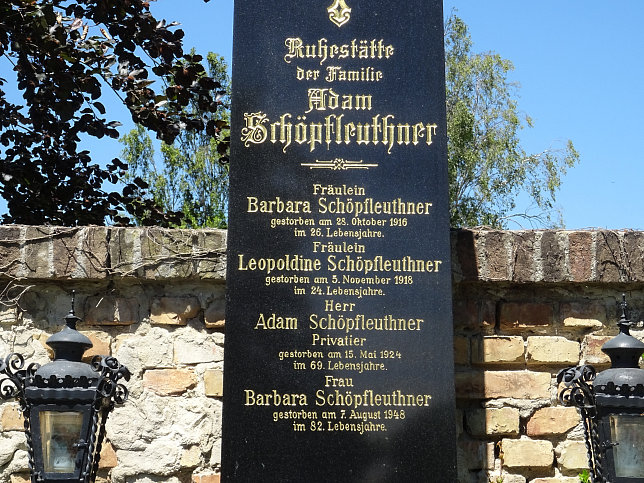 Ruhestätte
der Familie
Adam
Schöpfleuthner
Fräulein
Barbara Schöpfleuthner
gestorben am 28. Oktober 1916
im 26. Lebensjahre.
Fräulein
Leopoldine Schöpfleuthner
gestorben am 5. November 1918
im 24. Lebensjahre.
Herr
Adam Schöpfleuthner
Privatier
gestorben am 15. Mai 1924
im 69. Lebensjahre.
Frau
Barbara Schöpfleuthner
gestorben am 7. August 1948
im 82. Lebensjahre.